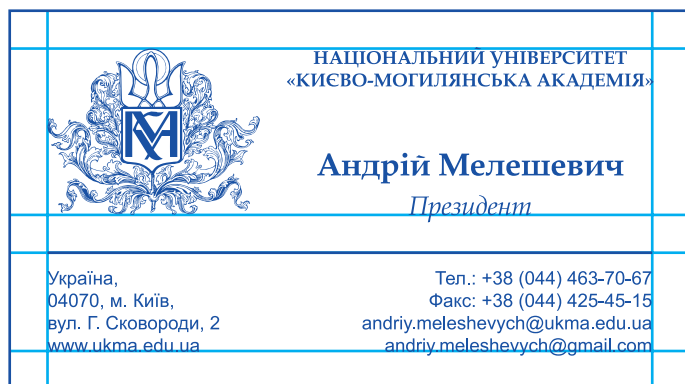 НАЦІОНАЛЬНИЙ УНІВЕРСИТЕТ
«КИЄВО-МОГИЛЯНСЬКА АКАДЕМІЯ»
Андрій Мелешевич
Президент
Україна,
04070, м. Київ,
вул. Г. Сковороди, 2
www.ukma.edu.ua
Тел.: +38 (044) 463-70-67
Факс: +38 (044) 425-45-15
andriy.meleshevych@ukma.edu.ua
andriy.meleshevych@gmail.com